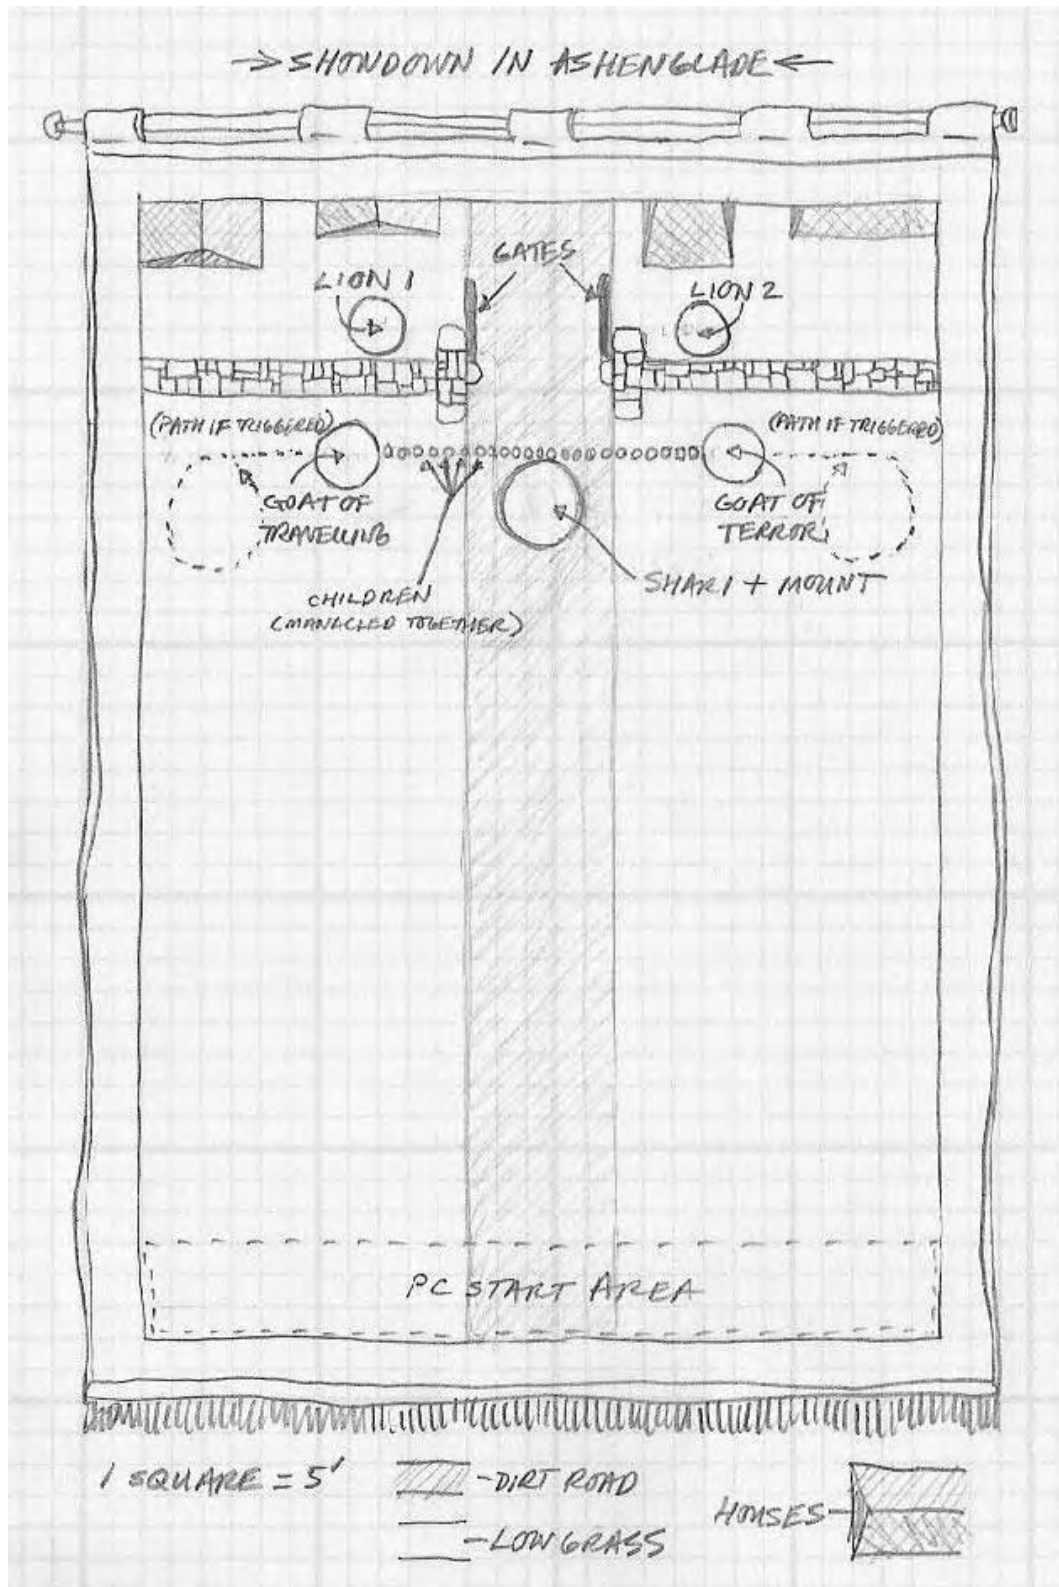 →SHOWDOWN IN ASHENGLADE←
GATES
LION 1
LION 2
(PATH IF TRIGGERED)
(PATH IF TRIGGERED)
GOAT OF
TRAVELLING
GOAT OF
TERROR
SHARI + MOUNT
CHILDREN
(MANACLED TOGETHER)
PC START AREA
1 SQUARE = 5'
-DIRT ROAD
HOUSES-
-LOW GRASS